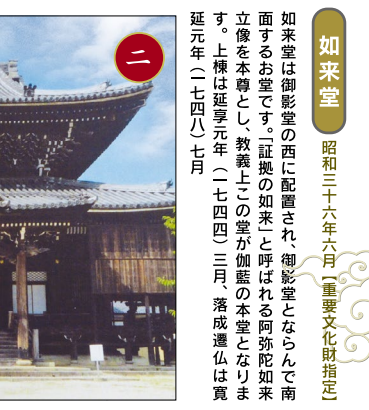 如来堂
昭和三十六年六月【重要文化財指定】
如来堂は御影堂の西に配置され、御影堂とならんで南
面するお堂です。「証拠の如来」と呼ばれる阿弥陀如来
立像を本尊とし、教義上この堂が伽藍の本堂となりま
す。上棟は延享元年（一七四四）三月、落成遷仏は寛
延元年（一七四八）七月
二